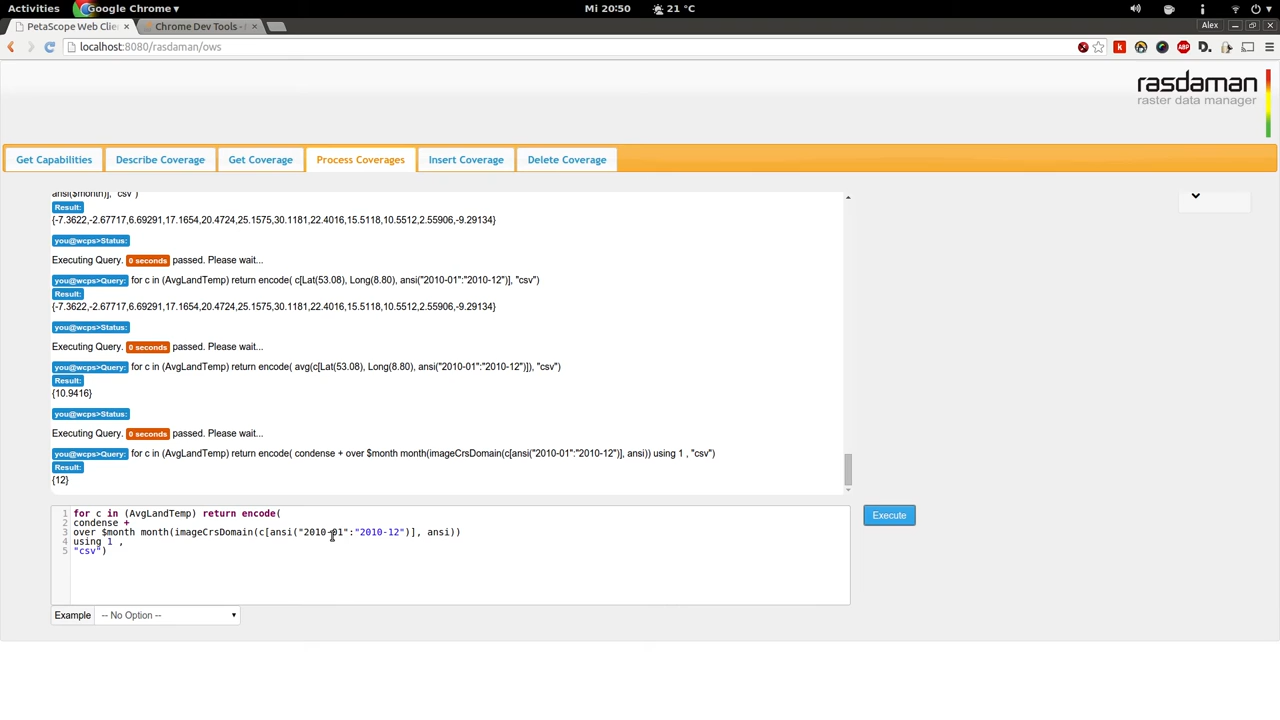 Activities Google Chrome ▾ Mi 20:50 21 °C
PetaScope Web Clie × Chrome Dev Tools - × Alex
localhost:8080/rasdaman/ows
rasdaman
raster data manager
Get Capabilities Describe Coverage Get Coverage Process Coverages Insert Coverage Delete Coverage
ansi($month)], "csv")
Result:
{-7.3622,-2.67717,6.69291,17.1654,20.4724,25.1575,30.1181,22.4016,15.5118,10.5512,2.55906,-9.29134}
you@wcps>Status:
Executing Query. 0 seconds passed. Please wait...
you@wcps>Query: for c in (AvgLandTemp) return encode( c[Lat(53.08), Long(8.80), ansi("2010-01":"2010-12")], "csv")
Result:
{-7.3622,-2.67717,6.69291,17.1654,20.4724,25.1575,30.1181,22.4016,15.5118,10.5512,2.55906,-9.29134}
you@wcps>Status:
Executing Query. 0 seconds passed. Please wait...
you@wcps>Query: for c in (AvgLandTemp) return encode( avg(c[Lat(53.08), Long(8.80), ansi("2010-01":"2010-12")]), "csv")
Result:
{10.9416}
you@wcps>Status:
Executing Query. 0 seconds passed. Please wait...
you@wcps>Query: for c in (AvgLandTemp) return encode( condense + over $month month(imageCrsDomain(c[ansi("2010-01":"2010-12")], ansi)) using 1 , "csv")
Result:
{12}
1 for c in (AvgLandTemp) return encode(
2 condense +
3 over $month month(imageCrsDomain(c[ansi("2010-01":"2010-12")], ansi))
4 using 1 ,
5 "csv")
Execute
Example -- No Option --